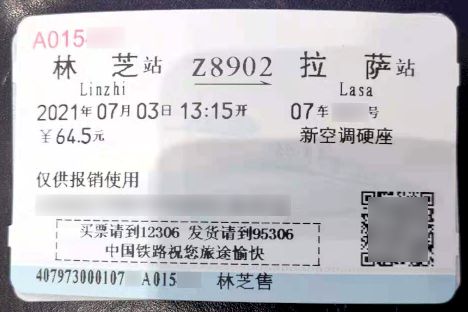 A015
林芝站 Z8902 拉萨站
Linzhi Lasa
2021年07月03日 13:15开 07车 号
￥64.5元 新空调硬座
仅供报销使用
买票请到12306 发货请到95306
中国铁路祝您旅途愉快
407973000107 A015 林芝售